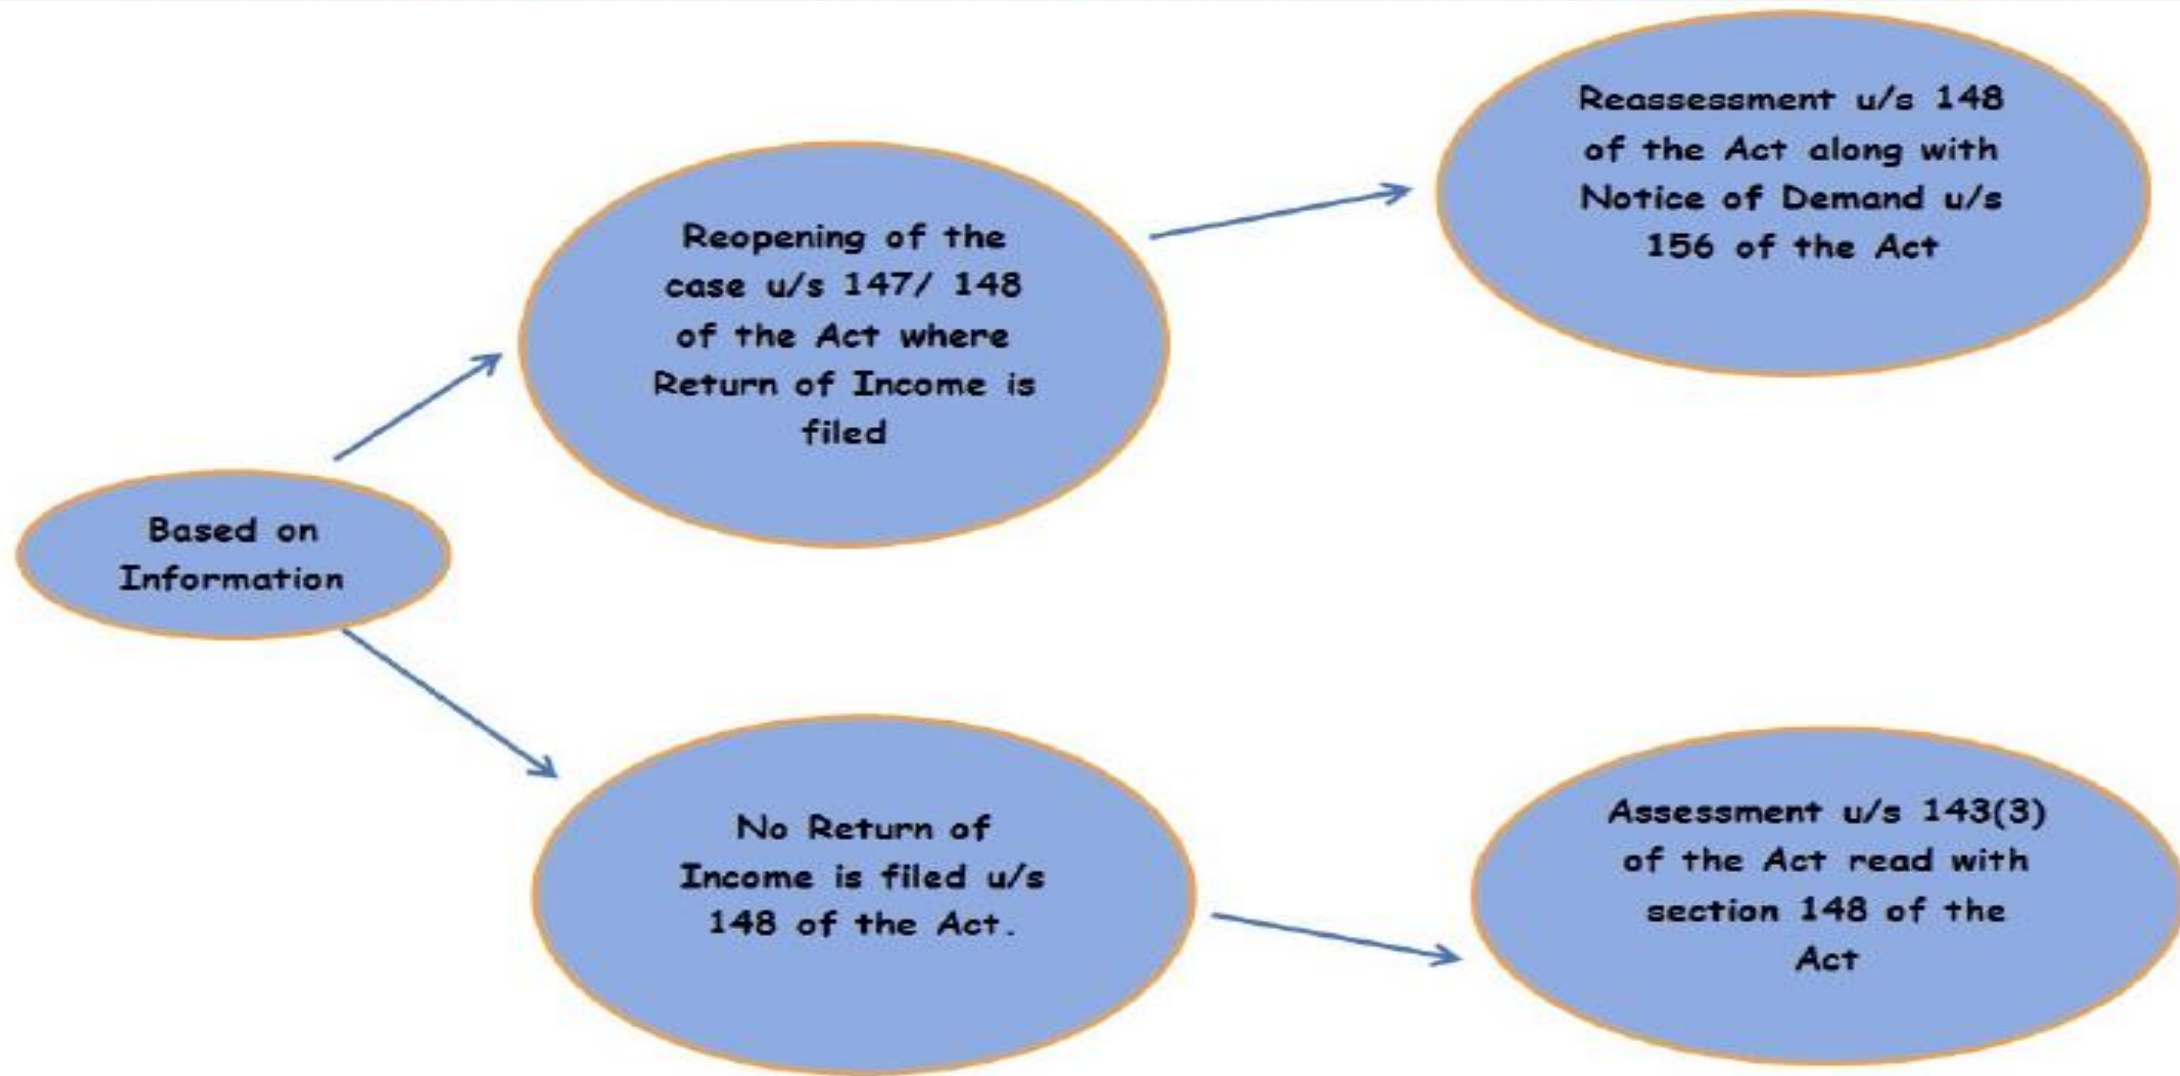 Based on
Information
Reopening of the
case u/s 147/ 148
of the Act where
Return of Income is
filed
Reassessment u/s 148
of the Act along with
Notice of Demand u/s
156 of the Act
No Return of
Income is filed u/s
148 of the Act.
Assessment u/s 143(3)
of the Act read with
section 148 of the
Act